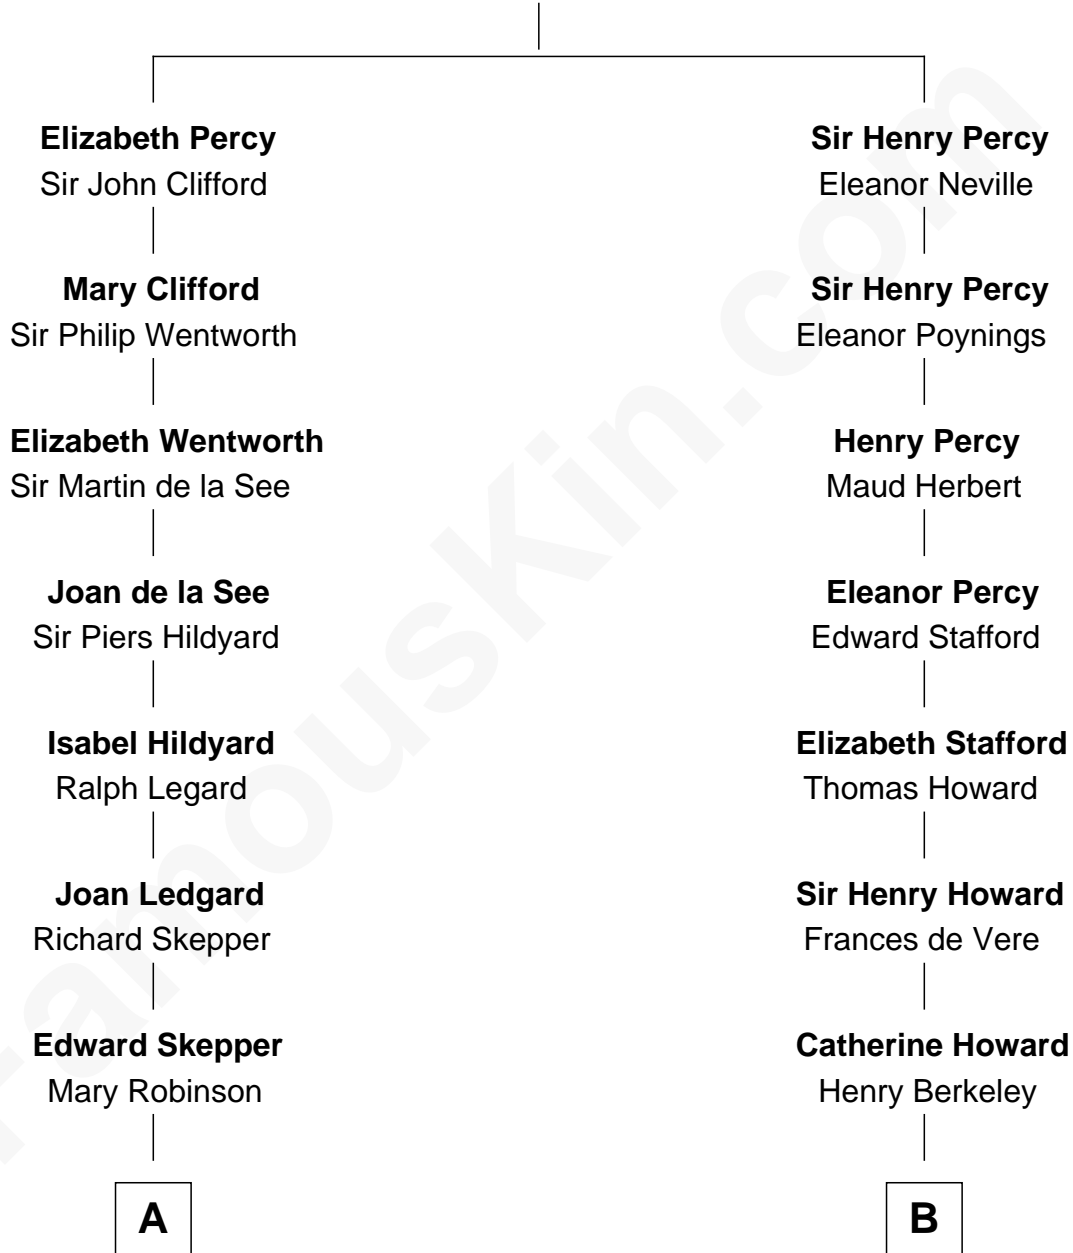 Elizabeth Percy
Sir John Clifford
Mary Clifford
Sir Philip Wentworth
Elizabeth Wentworth
Sir Martin de la See
Joan de la See
Sir Piers Hildyard
Isabel Hildyard
Ralph Legard
Joan Ledgard
Richard Skepper
Edward Skepper
Mary Robinson
A
Sir Henry Percy
Eleanor Neville
Sir Henry Percy
Eleanor Poynings
Henry Percy
Maud Herbert
Eleanor Percy
Edward Stafford
Elizabeth Stafford
Thomas Howard
Sir Henry Howard
Frances de Vere
Catherine Howard
Henry Berkeley
B
FamousKin.com